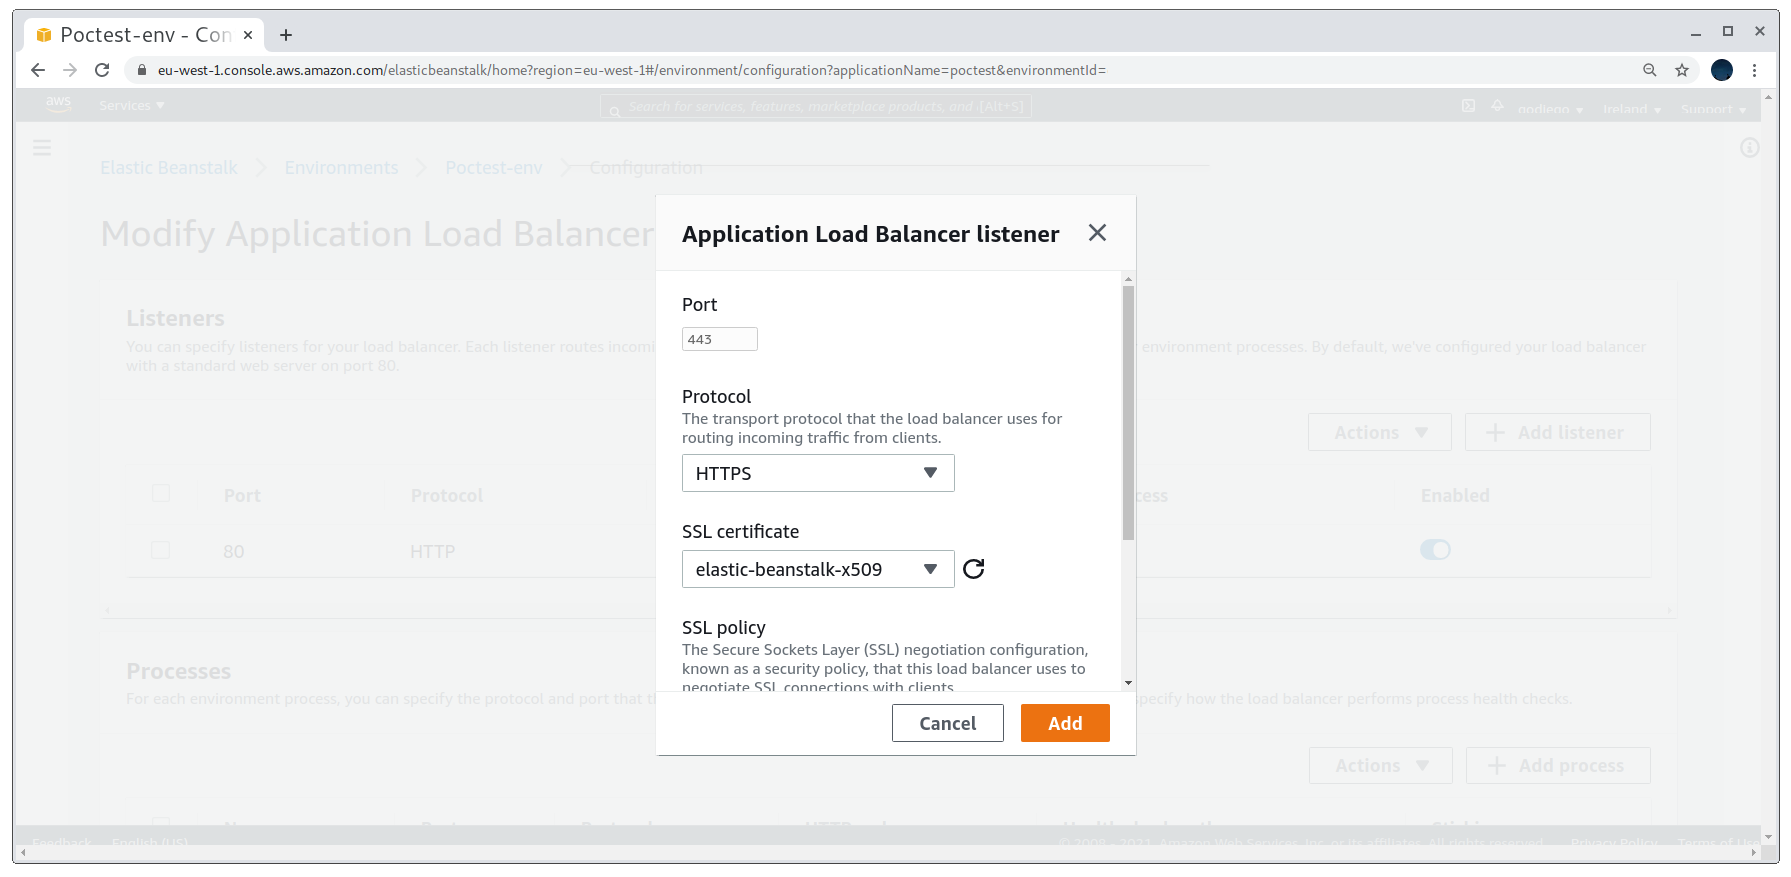 Poctest-env - Con
eu-west-1.console.aws.amazon.com/elasticbeanstalk/home?region=eu-west-1#/environment/configuration?applicationName=poctest&environmentId=
aws
Services
Search for services, features, marketplace products, and
[Alt+S]
Ireland
Support
Elastic Beanstalk
Environments
Poctest-env
Configuration
Modify Application Load Balancer
Listeners
You can specify listeners for your load balancer. Each listener routes incomi
environment processes. By default, we've configured your load balancer
with a standard web server on port 80.
Actions
Add listener
Port
Protocol
cess
Enabled
80
HTTP
Processes
For each environment process, you can specify the protocol and port that t
specify how the load balancer performs process health checks.
Actions
Add process
Application Load Balancer listener
Port
443
Protocol
The transport protocol that the load balancer uses for
routing incoming traffic from clients.
HTTPS
SSL certificate
elastic-beanstalk-x509
SSL policy
The Secure Sockets Layer (SSL) negotiation configuration,
known as a security policy, that this load balancer uses to
negotiate SSL connections with clients.
Cancel
Add
Feedback
English (US)
© 2008 - 2021, Amazon Web Services, Inc. or its affiliates. All rights reserved.
Privacy Policy
Terms of Use